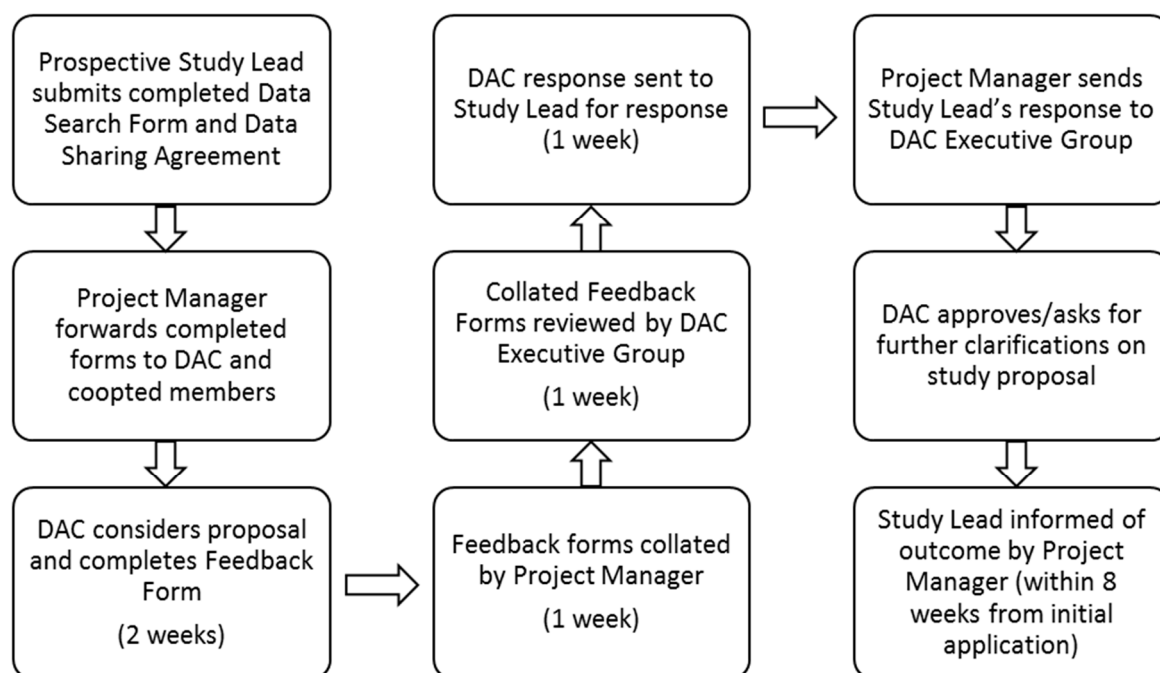 Prospective Study Lead
submits completed Data
Search Form and Data
Sharing Agreement
Project Manager
forwards completed
forms to DAC and
coopted members
DAC considers proposal
and completes Feedback
Form
(2 weeks)
Feedback forms collated
by Project Manager
(1 week)
Collated Feedback
Forms reviewed by DAC
Executive Group
(1 week)
DAC response sent to
Study Lead for response
(1 week)
Project Manager sends
Study Lead’s response to
DAC Executive Group
DAC approves/asks for
further clarifications on
study proposal
Study Lead informed of
outcome by Project
Manager (within 8
weeks from initial
application)